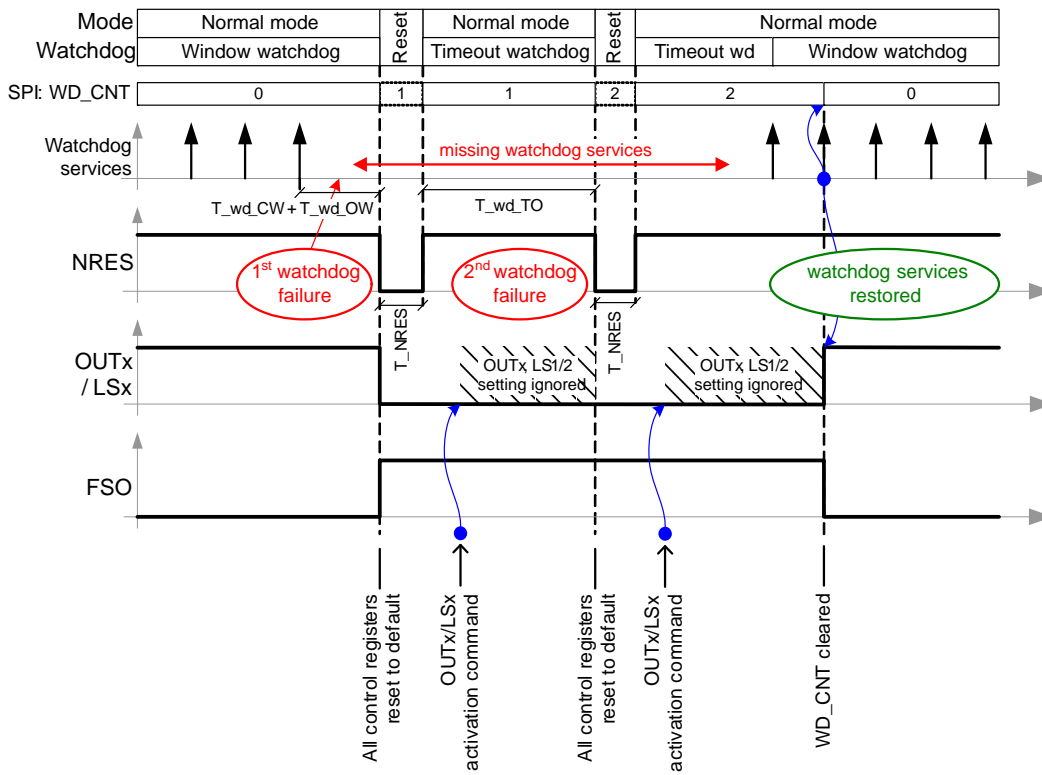 Mode
Normal mode
Reset
Normal mode
Reset
Normal mode
Watchdog
Window watchdog
Timeout watchdog
Timeout wd
Window watchdog
SPI: WD_CNT
0
1
1
2
2
0
Watchdog
services
missing watchdog services
T_wd_CW + T_wd_OW
T_wd_TO
NRES
1st watchdog
failure
2nd watchdog
failure
watchdog services
restored
T_NRES
T_NRES
OUTx
/ LSx
OUTx, LS1/2
setting ignored
OUTx, LS1/2
setting ignored
FSO
All control registers
reset to default
OUTx/LSx
activation command
All control registers
reset to default
OUTx/LSx
activation command
WD_CNT cleared